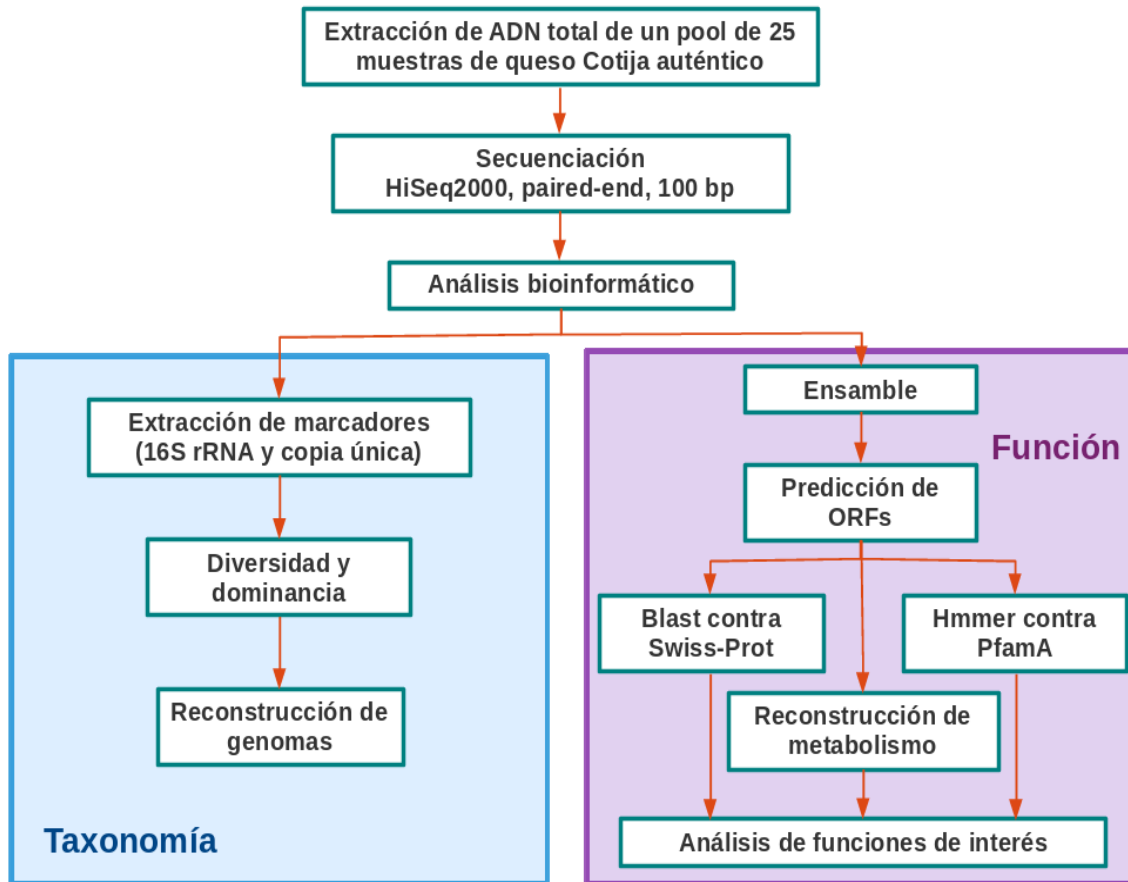 Extracción de ADN total de un pool de 25
muestras de queso Cotija auténtico
Secuenciación
HiSeq2000, paired-end, 100 bp
Análisis bioinformático
Extracción de marcadores
(16S rRNA y copia única)
Diversidad y
dominancia
Reconstrucción de
genomas
Taxonomía
Ensamble
Función
Predicción de
ORFs
Blast contra
Swiss-Prot
Hmmer contra
PfamA
Reconstrucción de
metabolismo
Análisis de funciones de interés